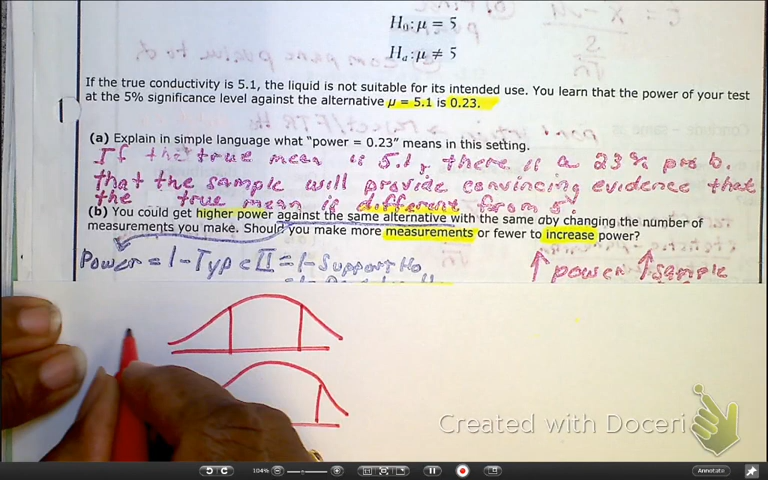 H₀: μ = 5
Hₐ: μ ≠ 5
If the true conductivity is 5.1, the liquid is not suitable for its intended use. You learn that the power of your test
at the 5% significance level against the alternative μ = 5.1 is 0.23.
(a) Explain in simple language what "power = 0.23" means in this setting.
If the true mean is 5.1, there is a 23% prob.
that the sample will provide convincing evidence that
the true mean is different from 5.
(b) You could get higher power against the same alternative with the same α by changing the number of
measurements you make. Should you make more measurements or fewer to increase power?
Power = 1 - Type II = 1 - Support Ho
↑ power ↑ sample
Created with Doceri
104%
Annotate